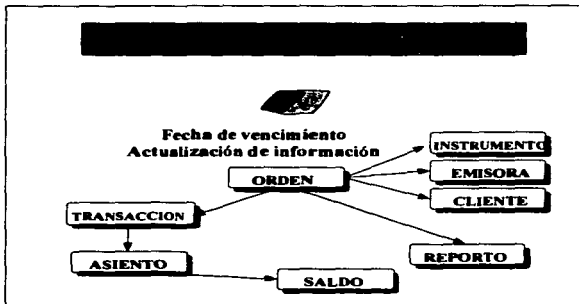 Fecha de vencimiento
Actualización de información
INSTRUMENTO
EMISORA
ORDEN
CLIENTE
TRANSACCION
ASIENTO
REPORTO
SALDO